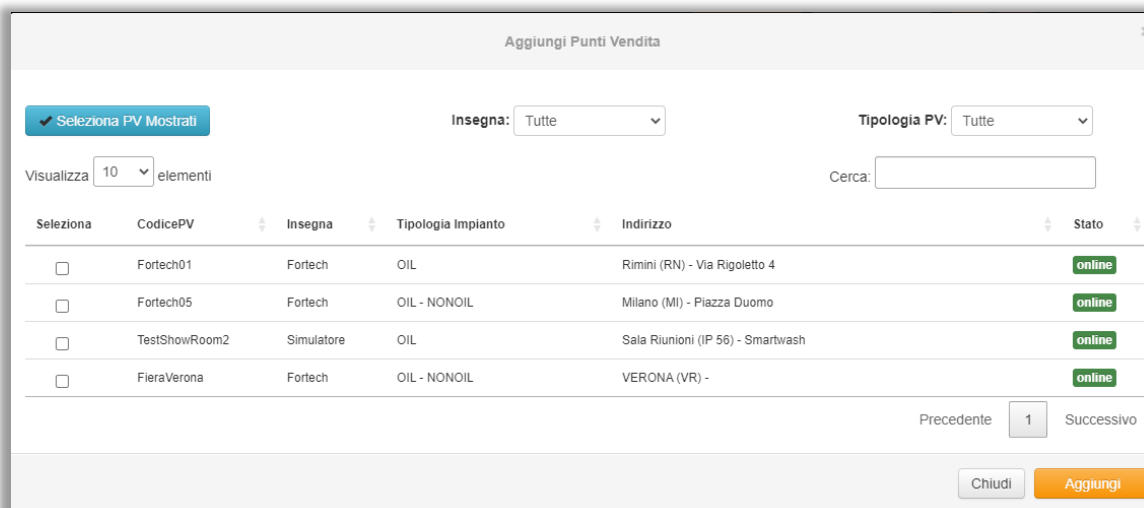 Aggiungi Punti Vendita
Seleziona PV Mostrati Insegna: Tutte Tipologia PV: Tutte
Visualizza 10 elementi Cerca:
Seleziona CodicePV Insegna Tipologia Impianto Indirizzo Stato
Fortech01 Fortech OIL Rimini (RN) - Via Rigoletto 4 online
Fortech05 Fortech OIL - NONOIL Milano (MI) - Piazza Duomo online
TestShowRoom2 Simulatore OIL Sala Riunioni (IP 56) - Smartwash online
FieraVerona Fortech OIL - NONOIL VERONA (VR) - online
Precedente 1 Successivo
Chiudi Aggiungi